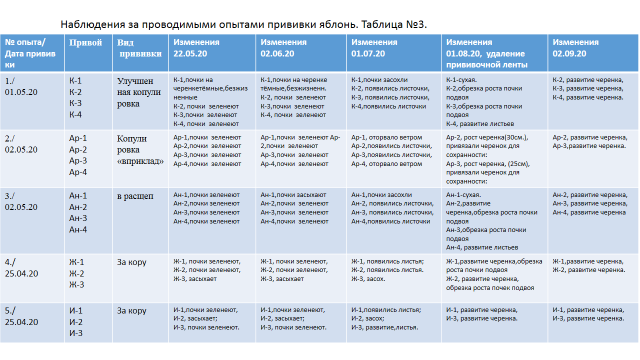 Наблюдения за проводимыми опытами прививки яблонь. Таблица №3.
№ опыта/
Дата привив
ки
Привой
Вид
прививки
Изменения
22.05.20
Изменения
02.06.20
Изменения
01.07.20
Изменения
01.08.20, удаление
прививочной ленты
Изменения
02.09.20
1./
01.05.20
К-1
К-2
К-3
К-4
Улучшен
ная копули
ровка
К-1,почки на
черенкетёмные,безжиз
ненные
К-2, почки зеленеют
К-3,почки зеленеют
К-4, почки зеленеют
К-1,почки на черенке
тёмные,безжизненн.
К-2, почки зеленеют
К-3, почки зеленеют
К-4, почки зеленеют
К-1,почки засохли
К-2, появились листочки,
К-3, появились листочки,
К-4,появились листочки
К-1-сухая.
К-2,обрезка роста почки
подвоя
К-3,обрезка роста почки
подвоя
К-4, развитие листьев
К-2, развитие черенка,
К-3, развитие черенка,
К-4, развитие черенка.
2./
02.05.20
Ар-1
Ар-2
Ар-3
Ар-4
Копули
ровка
«вприклад»
Ар-1,почки зеленеют
Ар-2,почки зеленеют
Ар-3,почки зеленеют
Ар-4,почки зеленеют
Ар-1,почки зеленеют Ар-
2,почки зеленеют
Ар-3,почки зеленеют
Ар-4,почки зеленеют
Ар-1, оторвало ветром
Ар-2,появились листочки,
Ар-3,появились листочки,
Ар-4, оторвало ветром
Ар-2, рост черенка(30см.),
привязали черенок для
сохранности:
Ар-3, рост черенка, (25см),
привязали черенок для
сохранности:
Ар-2, развитие черенка,
Ар-3,развитие черенка.
3./
02.05.20
Ан-1
Ан-2
Ан-3
Ан-4
в расщеп
Ан-1,почки зеленеют
Ан-2,почки зеленеют
Ан-3,почки зеленеют
Ан-4,почки зеленеют
Ан-1,почки засыхают
Ан-2,почки зеленеют
Ан-3,почки зеленеют
Ан-4,почки зеленеют
Ан-1,почки засохли
Ан-2, появились листочки,
Ан-3,появились листочки,
Ан-4,появились листочки
Ан-1-сухая.
Ан-2,развитие
черенка,обрезка роста почки
подвоя
Ан-3,обрезка роста почки
подвоя
Ан-4, развитие листьев
Ан-2, развитие черенка,
Ан-3, развитие черенка,
Ан-4, развитие черенка
4./
25.04.20
Ж-1
Ж-2
Ж-3
За кору
Ж-1, почки зеленеют,
Ж-2, почки зеленеют,
Ж-3, засыхает
Ж-1, почки зеленеют,
Ж-2, почки зеленеют,
Ж-3, засыхает
Ж-1, появились листья;
Ж-2, появились листья.
Ж-3, засох.
Ж-1,развитие черенка,обрезка
роста почки подвоя
Ж-2, развитие черенка,
обрезка роста почек подвоя
Ж-1,развитие черенка,
Ж-2, развитие черенка.
5./
25.04.20
И-1
И-2
И-3
За кору
И-1,почки зеленеют,
И-2, засыхает;
И-3, почки зеленеют.
И-1,почки зеленеют,
И-2, засыхает;
И-3, почки зеленеют.
И-1,появились листья;
И-2, засох;
И-3, развитие,листья.
И-1, развитие черенка,
И-3, развитие черенка.
И-1, развитие черенка,
И-3, развитие черенка.